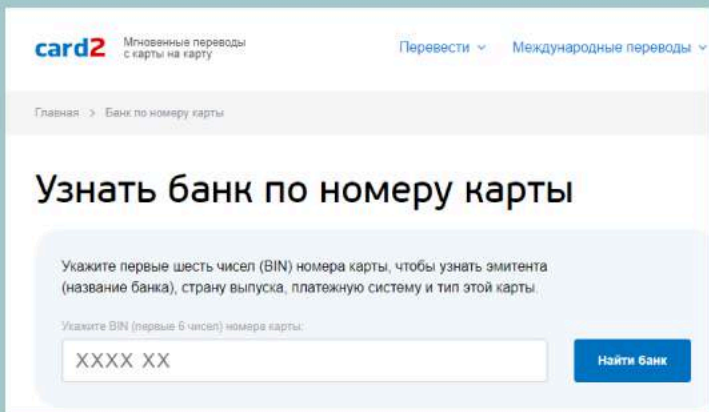 card2
Мгновенные переводы
с карты на карту
Перевести
Международные переводы
Главная > Банк по номеру карты
Узнать банк по номеру карты
Укажите первые шесть чисел (BIN) номера карты, чтобы узнать эмитента
(название банка), страну выпуска, платежную систему и тип этой карты.
Укажите BIN (первые 6 чисел) номера карты:
XXXX XX
Найти банк